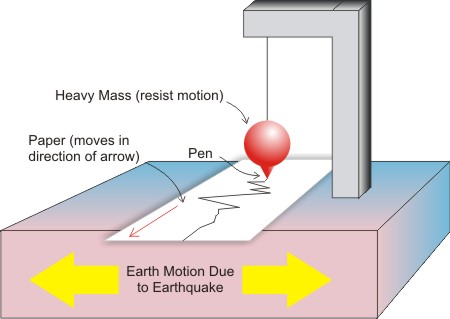 Heavy Mass (resist motion)
Paper (moves in
direction of arrow)
Pen
Earth Motion Due
to Earthquake